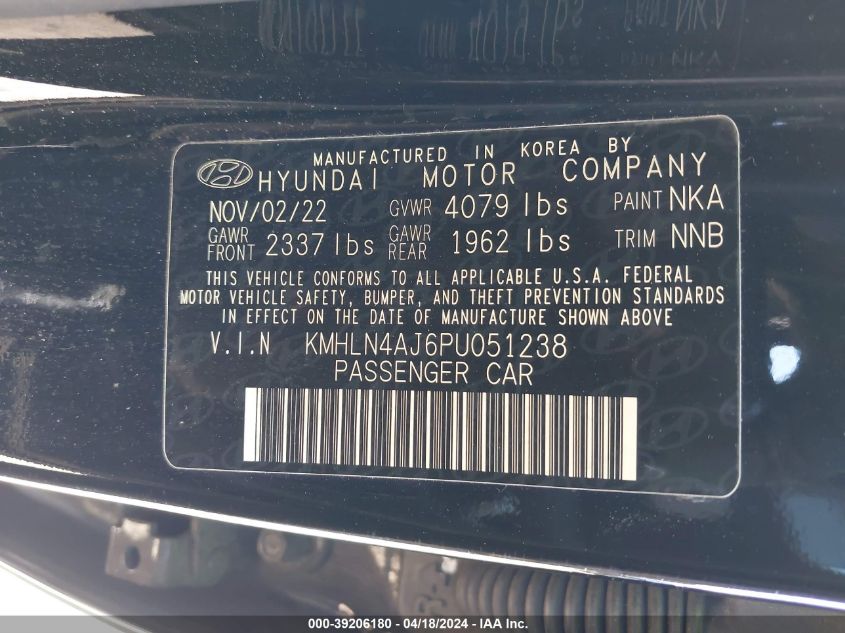 MANUFACTURED IN KOREA BY
HYUNDAI MOTOR COMPANY
NOV/02/22 GVWR 4079 lbs PAINT NKA
GAWR FRONT 2337 lbs GAWR REAR 1962 lbs TRIM NNB
THIS VEHICLE CONFORMS TO ALL APPLICABLE U.S.A. FEDERAL
MOTOR VEHICLE SAFETY, BUMPER, AND THEFT PREVENTION STANDARDS
IN EFFECT ON THE DATE OF MANUFACTURE SHOWN ABOVE
V.I.N KMHLN4AJ6PU051238
PASSENGER CAR
000-39206180 - 04/18/2024 - IAA Inc.